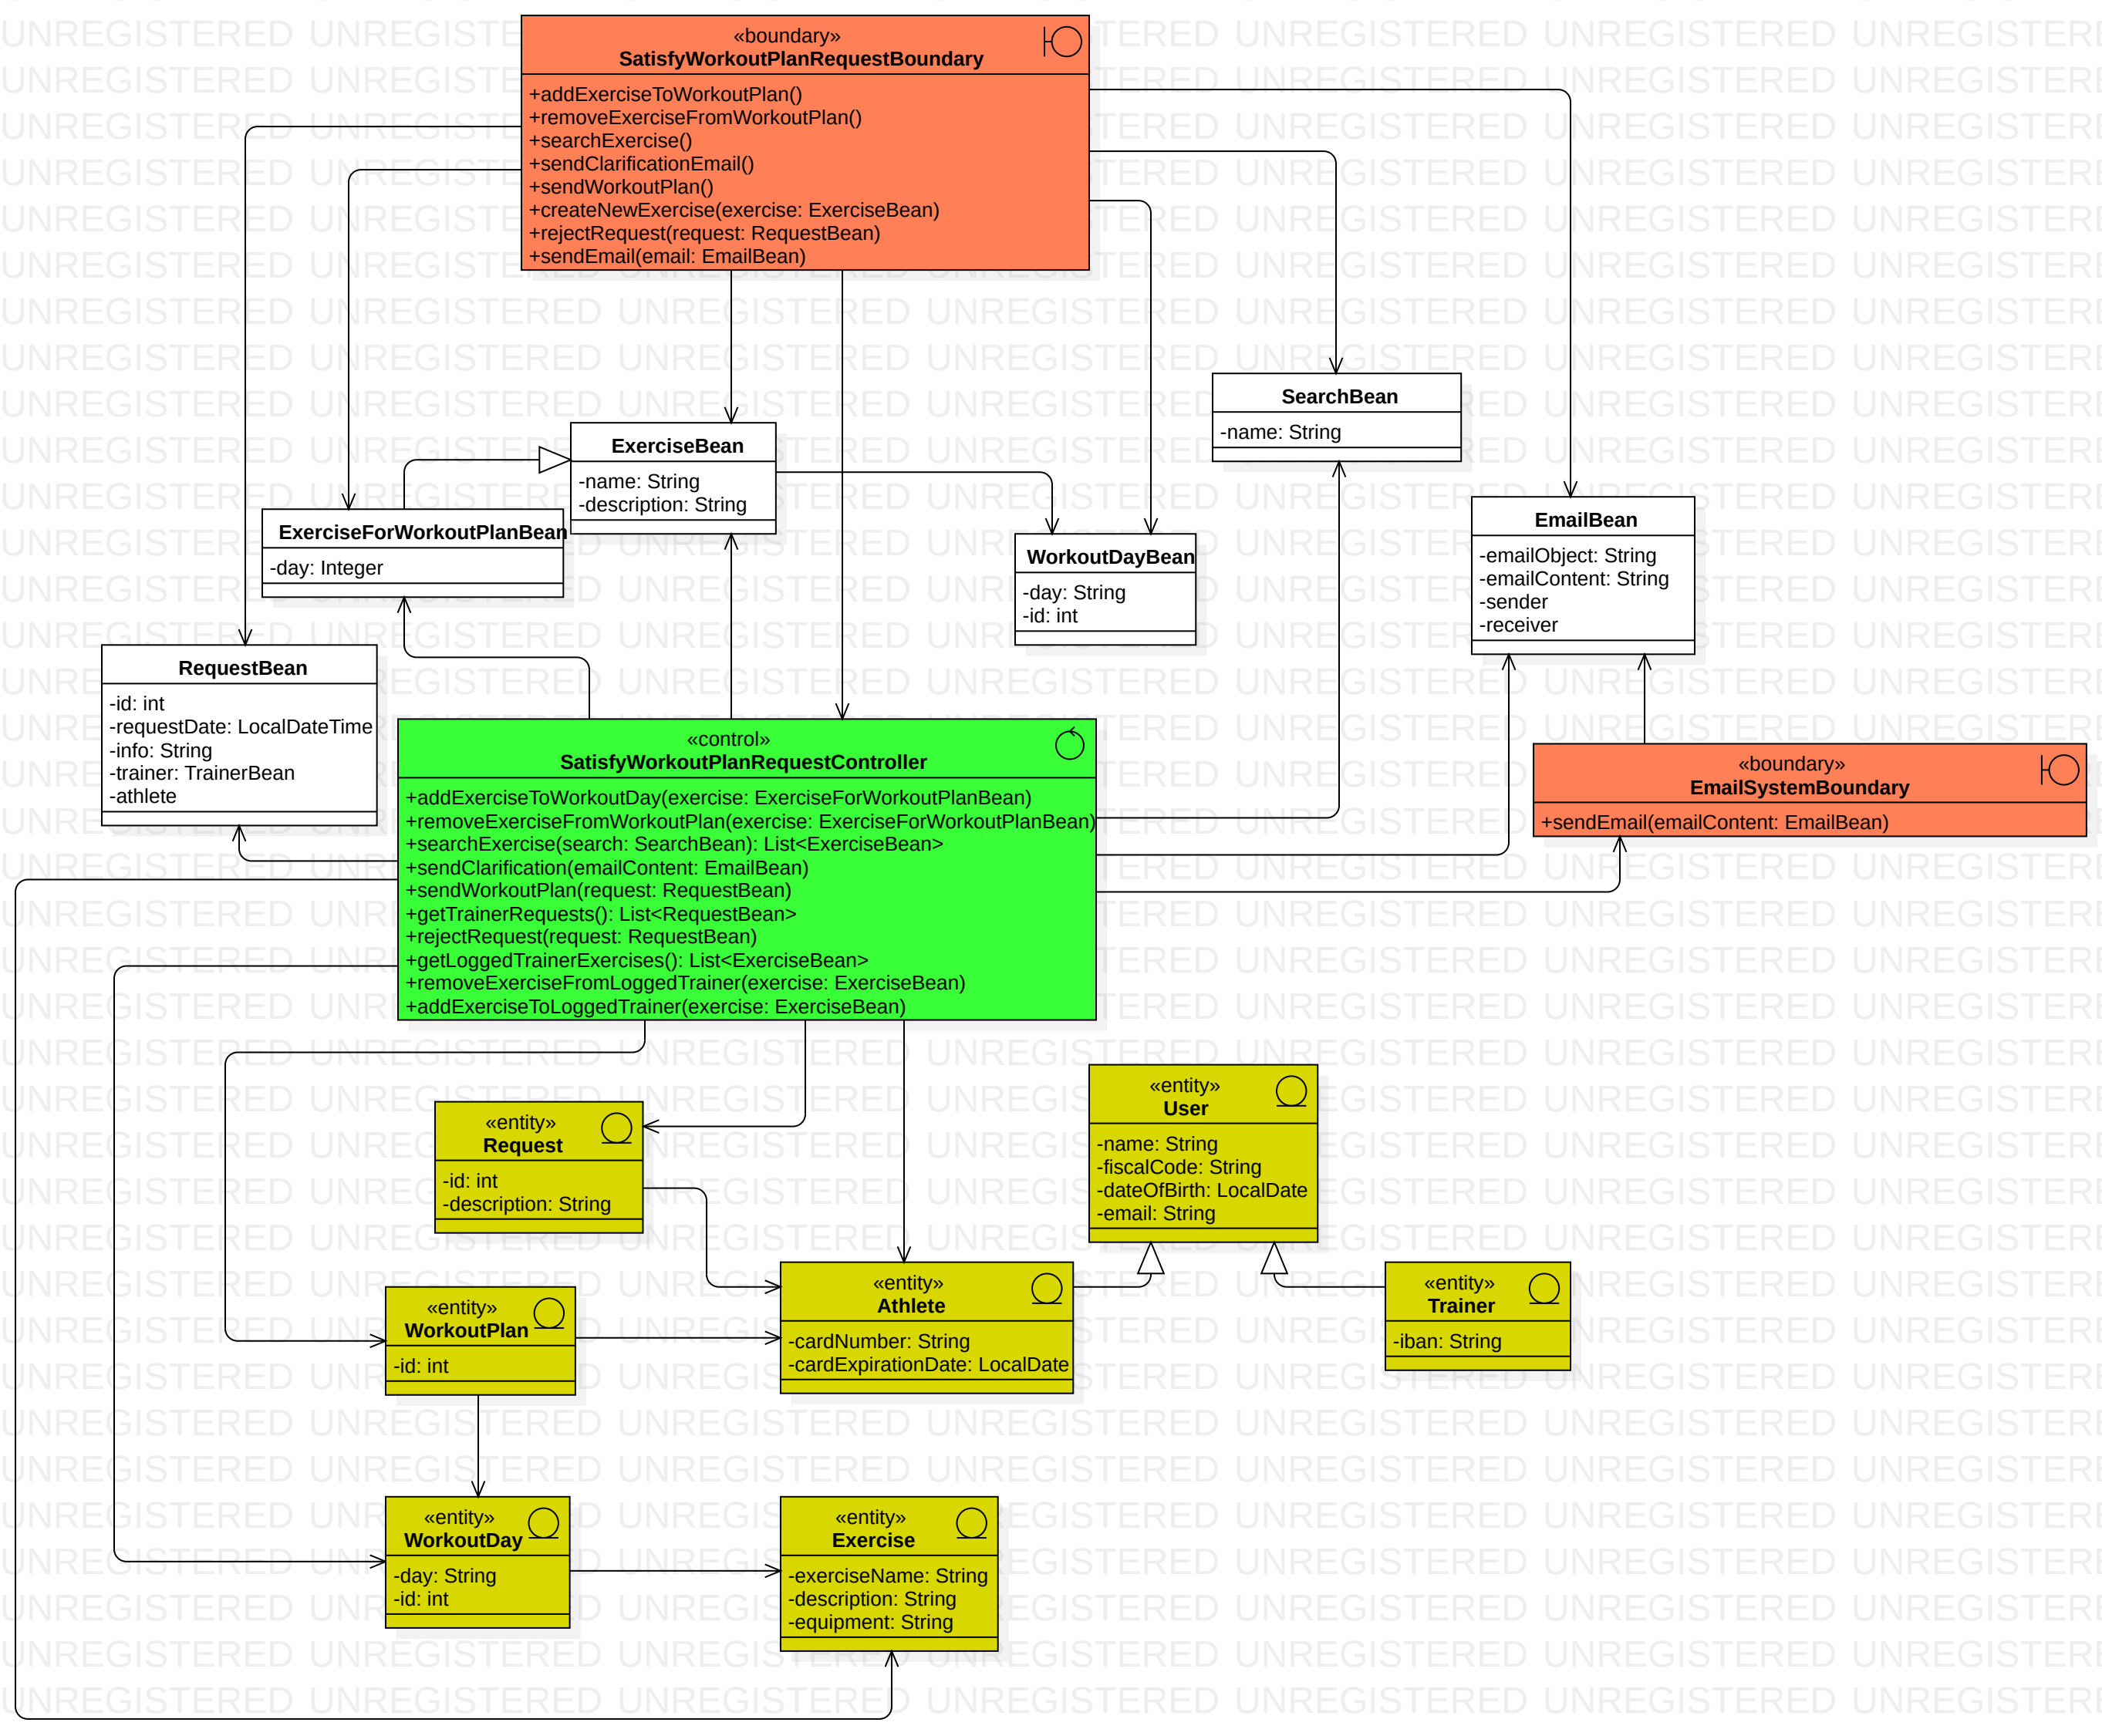 «boundary»
SatisfyWorkoutPlanRequestBoundary
+addExerciseToWorkoutPlan()
+removeExerciseFromWorkoutPlan()
+searchExercise()
+sendClarificationEmail()
+sendWorkoutPlan()
+createNewExercise(exercise: ExerciseBean)
+rejectRequest(request: RequestBean)
+sendEmail(email: EmailBean)
SearchBean
-name: String
ExerciseBean
-name: String
-description: String
ExerciseForWorkoutPlanBean
-day: Integer
WorkoutDayBean
-day: String
-id: int
EmailBean
-emailObject: String
-emailContent: String
-sender
-receiver
RequestBean
-id: int
-requestDate: LocalDateTime
-info: String
-trainer: TrainerBean
-athlete
«control»
SatisfyWorkoutPlanRequestController
+addExerciseToWorkoutDay(exercise: ExerciseForWorkoutPlanBean)
+removeExerciseFromWorkoutPlan(exercise: ExerciseForWorkoutPlanBean)
+searchExercise(search: SearchBean): List<ExerciseBean>
+sendClarification(emailContent: EmailBean)
+sendWorkoutPlan(request: RequestBean)
+getTrainerRequests(): List<RequestBean>
+rejectRequest(request: RequestBean)
+getLoggedTrainerExercises(): List<ExerciseBean>
+removeExerciseFromLoggedTrainer(exercise: ExerciseBean)
+addExerciseToLoggedTrainer(exercise: ExerciseBean)
«boundary»
EmailSystemBoundary
+sendEmail(emailContent: EmailBean)
«entity»
User
-name: String
-fiscalCode: String
-dateOfBirth: LocalDate
-email: String
«entity»
Request
-id: int
-description: String
«entity»
Athlete
-cardNumber: String
-cardExpirationDate: LocalDate
«entity»
Trainer
-iban: String
«entity»
WorkoutPlan
-id: int
«entity»
WorkoutDay
-day: String
-id: int
«entity»
Exercise
-exerciseName: String
-description: String
-equipment: String
UNREGISTERED